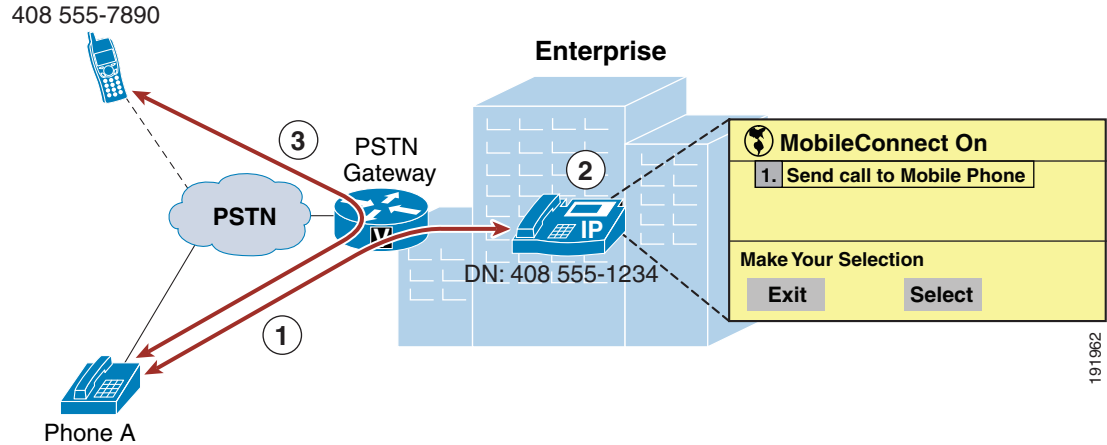 408 555-7890
Enterprise
3
PSTN
Gateway
2
MobileConnect On
1. Send call to Mobile Phone
PSTN
V
IP
DN: 408 555-1234
Make Your Selection
Exit Select
1
191962
Phone A